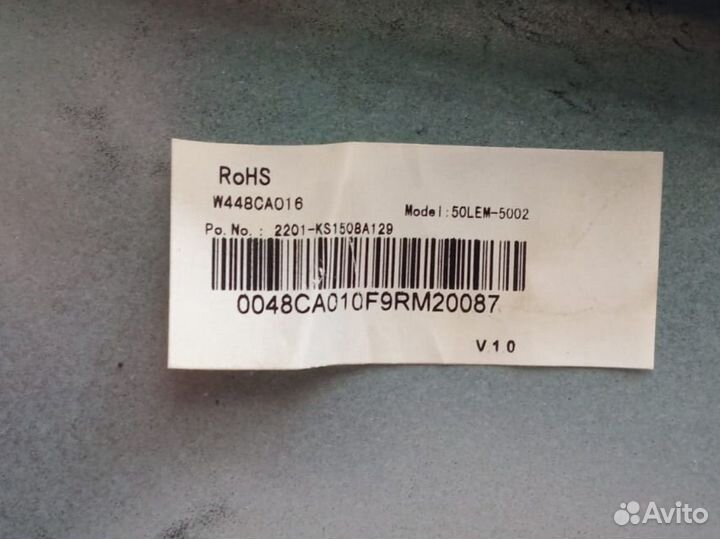 RoHS
W448CA016
Model:50LEM-5002
Po.No.: 2201-KS1508A129
0048CA010F9RM20087
V10
Avito